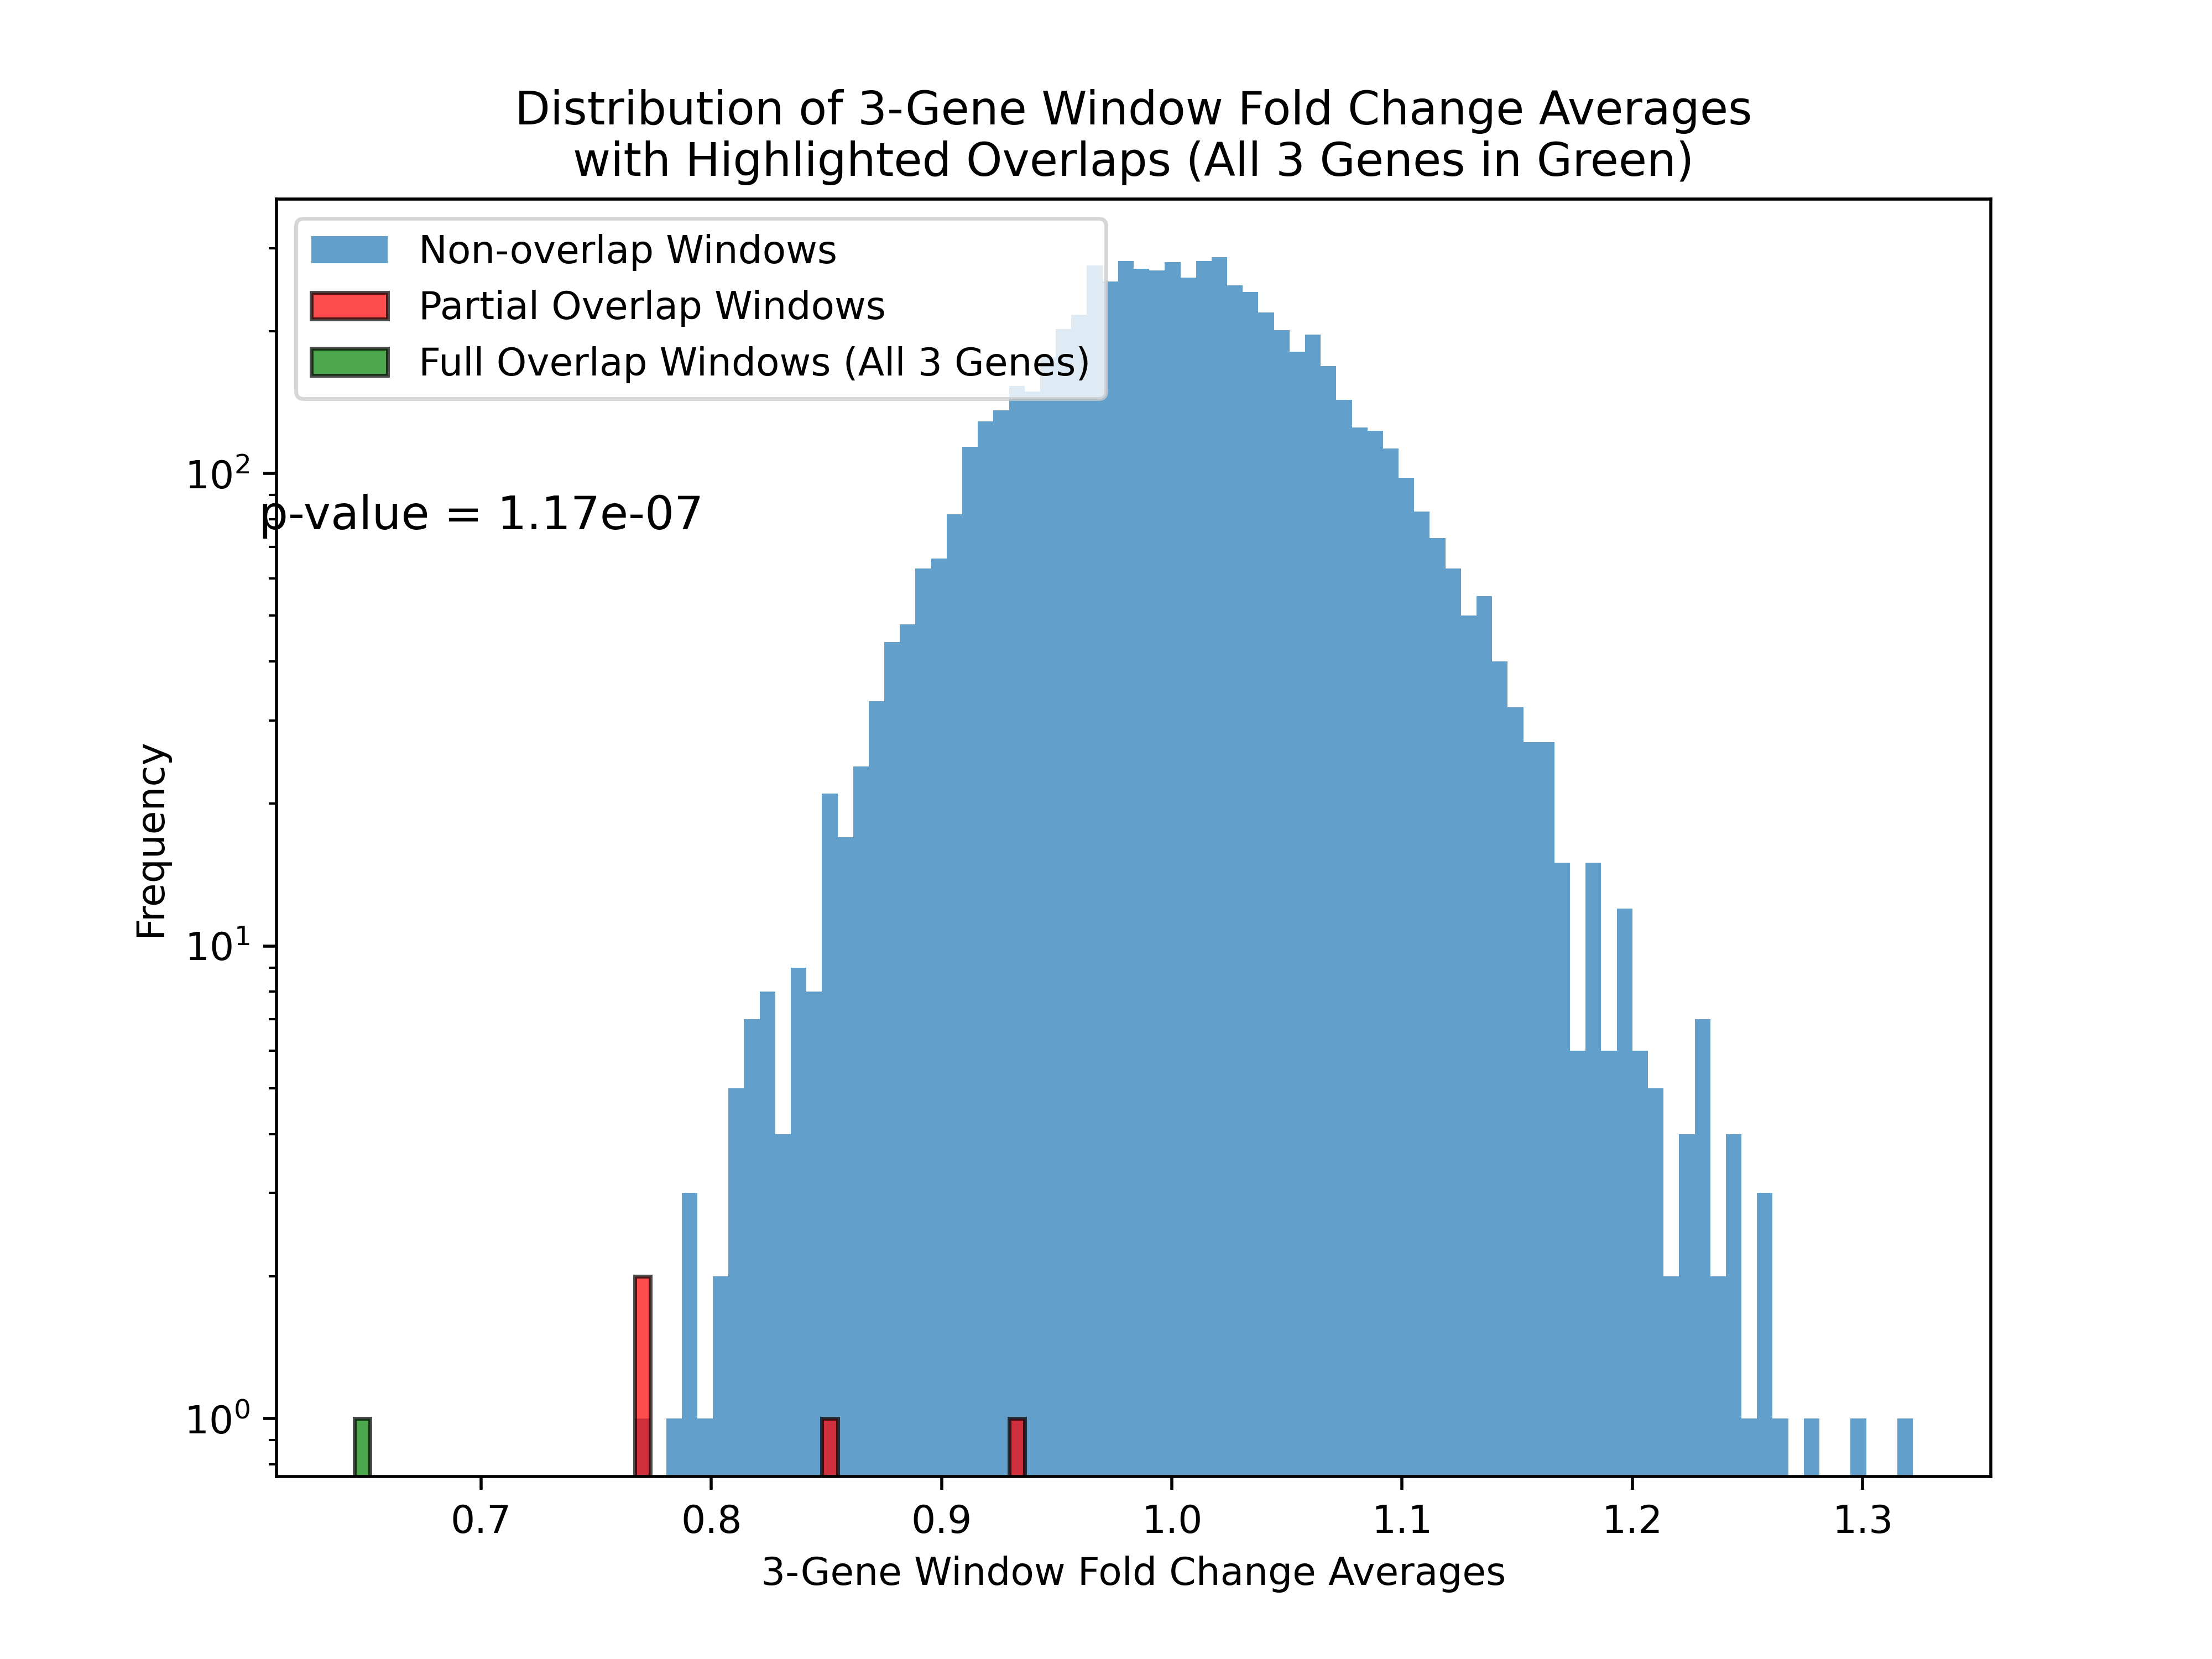 Distribution of 3-Gene Window Fold Change Averages
with Highlighted Overlaps (All 3 Genes in Green)
Non-overlap Windows
Partial Overlap Windows
Full Overlap Windows (All 3 Genes)
p-value = 1.17e-07
Frequency
10²
10¹
10⁰
0.7 0.8 0.9 1.0 1.1 1.2 1.3
3-Gene Window Fold Change Averages